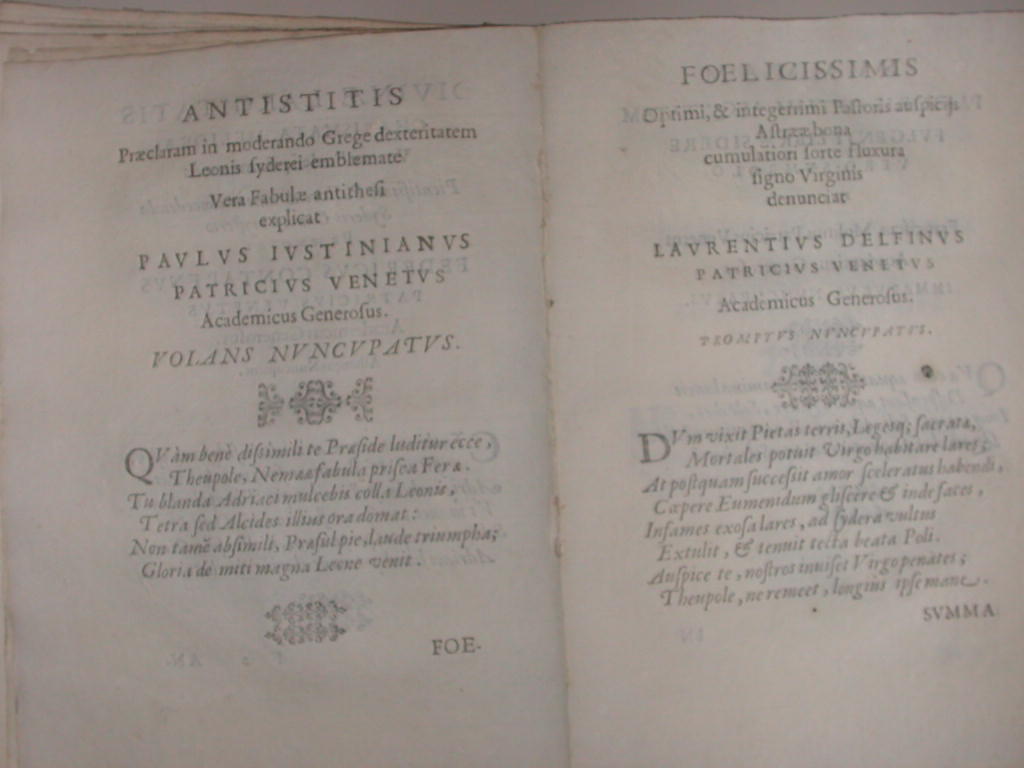 ANTISTITIS
Præclaram in moderando Grege dexteritatem
Leonis syderei emblemate.
Vera Fabulæ antithesi
explicat
PAVLVS IVSTINIANVS
PATRICIVS VENETVS
Academicus Generosus.
VOLANS NVNCVPATVS.
QVàm benè dissimili te Præside luditur ecce,
Theupole, Nemææ fabula prisca Feræ.
Tu blanda Adriaci mulcebis colla Leonis,
Tetra sed Alcides illius ora domat:
Non tamē absimili, Præsul pie, laude triumpha;
Gloria de miti magna Leone venit.
FOE-
FOELICISSIMIS
Optimi, & integerrimi Pastoris auspicijs
Astrææ bona
cumulatiori sorte fluxura
signo Virginis
denunciat
LAVRENTIVS DELFINVS
PATRICIVS VENETVS
Academicus Generosus.
PROMPTVS NVNCVPATVS.
DVm vixit Pietas terris, Legesq; sacrata,
Mortales potuit Virgo habitare lares;
At postquam successit amor sceleratus habendi,
Cæpere Eumenidum gliscere & inde faces,
Infames exosa lares, ad sydera vultus
Extulit, & tenuit tecta beata Poli.
Auspice te, nostros inuiset Virgo penates;
Theupole, ne remeet, longius ipse mane.
SVMMA